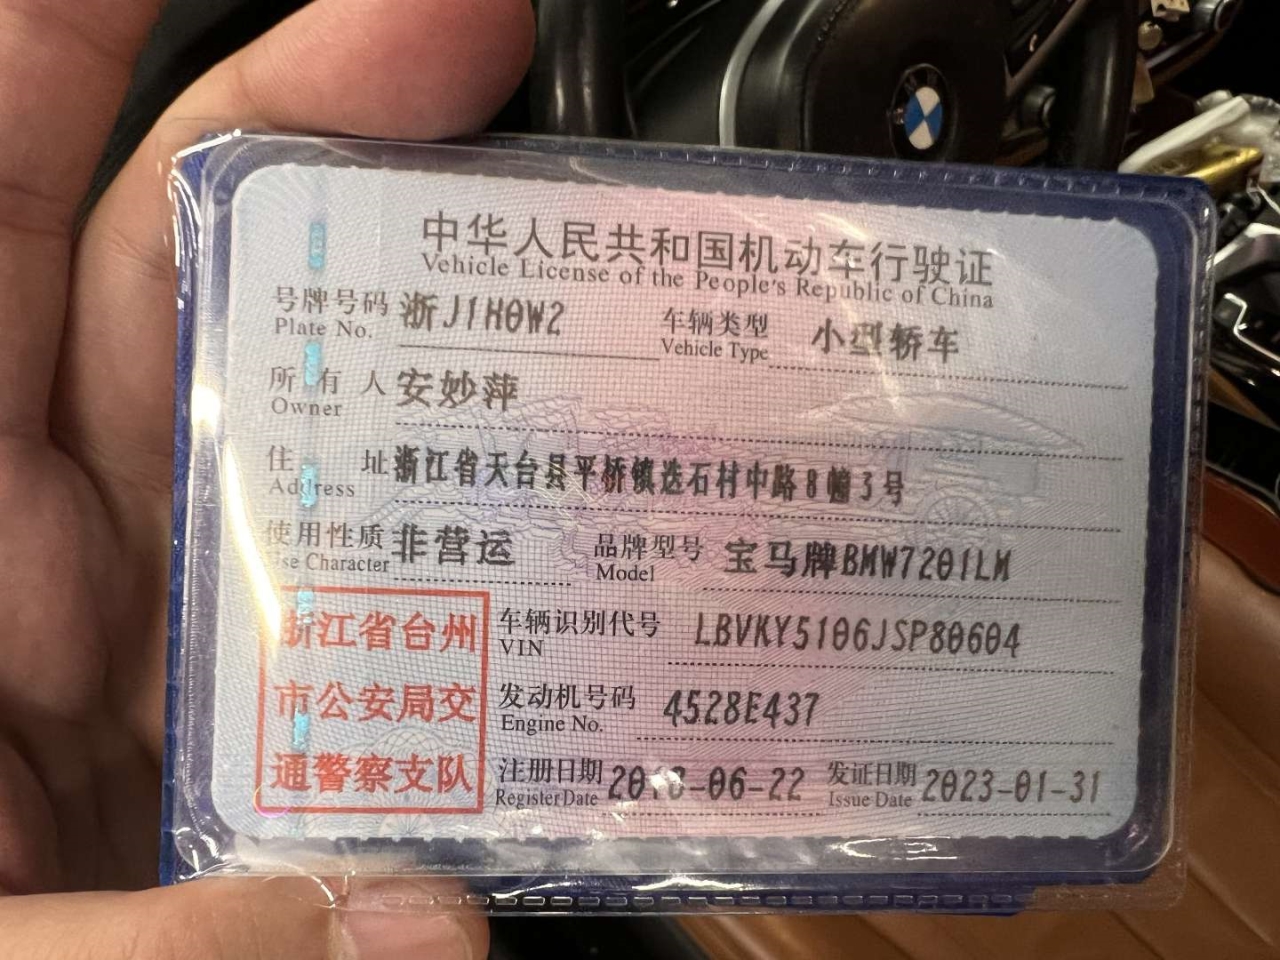 中华人民共和国机动车行驶证
Vehicle License of the People's Republic of China
号牌号码 浙J1H0W2 车辆类型 小型轿车
Plate No. Vehicle Type
所有人 安妙萍
Owner
住址 浙江省天台县平桥镇迭石村中路8幢3号
Address
使用性质 非营运 品牌型号 宝马牌BMW7201LM
Use Character Model
浙江省台州
市公安局交
通警察支队
车辆识别代号 LBVKY5106JSP80604
VIN
发动机号码 4528E437
Engine No.
注册日期 2018-06-22 发证日期 2023-01-31
Register Date Issue Date